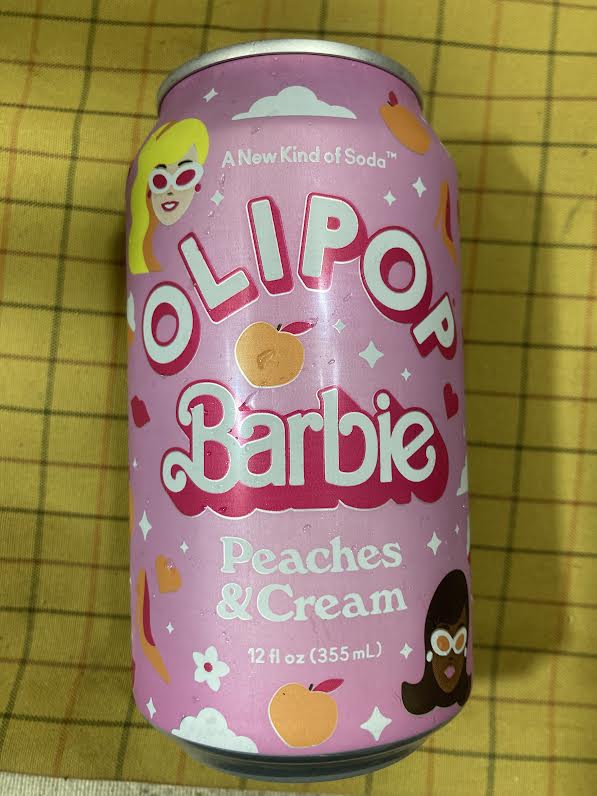 A New Kind of Soda™
OLIPOP
Barbie
Peaches
& Cream
12 fl oz (355 mL)